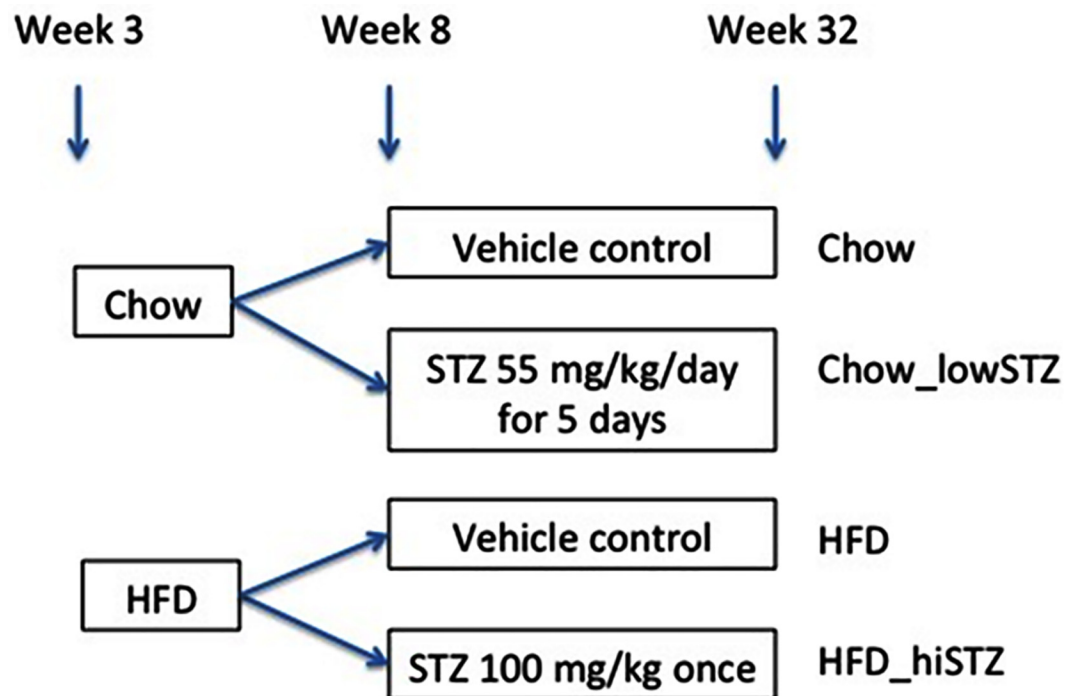 Week 3 Week 8 Week 32
Vehicle control Chow
Chow
STZ 55 mg/kg/day
for 5 days
Chow_lowSTZ
Vehicle control HFD
HFD
STZ 100 mg/kg once HFD_hiSTZ